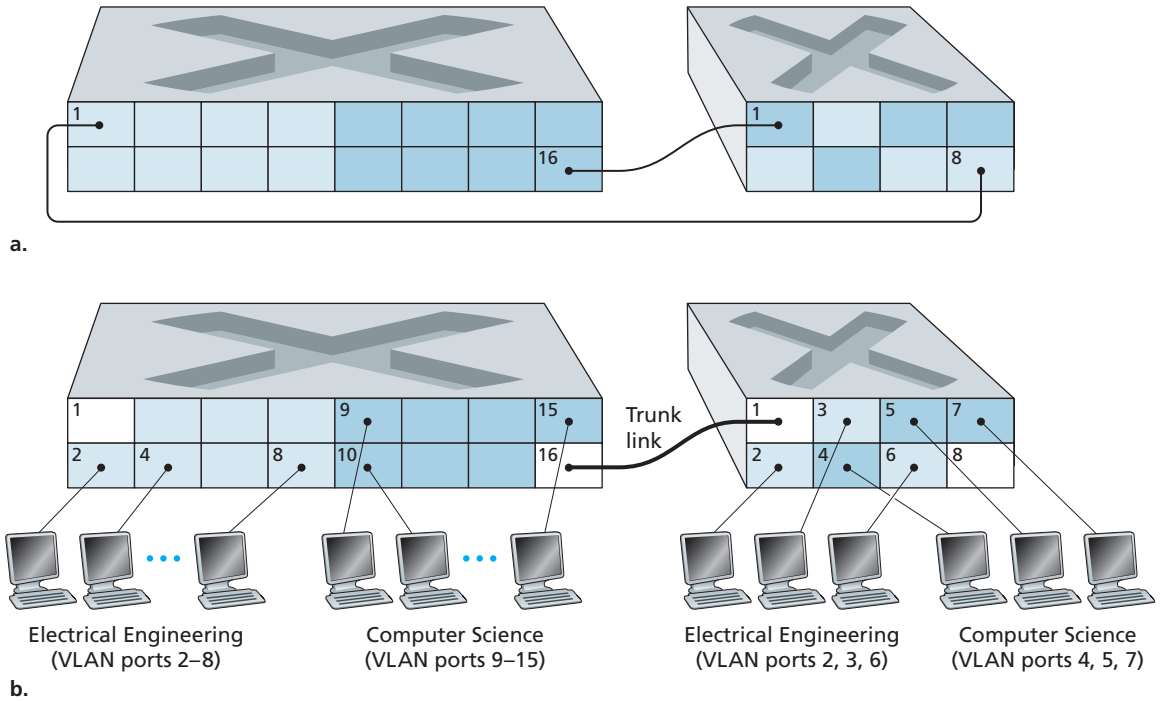 1
16
1
8
a.
1
9
15
2
4
8
10
16
Trunk
link
1
3
5
7
2
4
6
8
Electrical Engineering
(VLAN ports 2–8)
Computer Science
(VLAN ports 9–15)
Electrical Engineering
(VLAN ports 2, 3, 6)
Computer Science
(VLAN ports 4, 5, 7)
b.